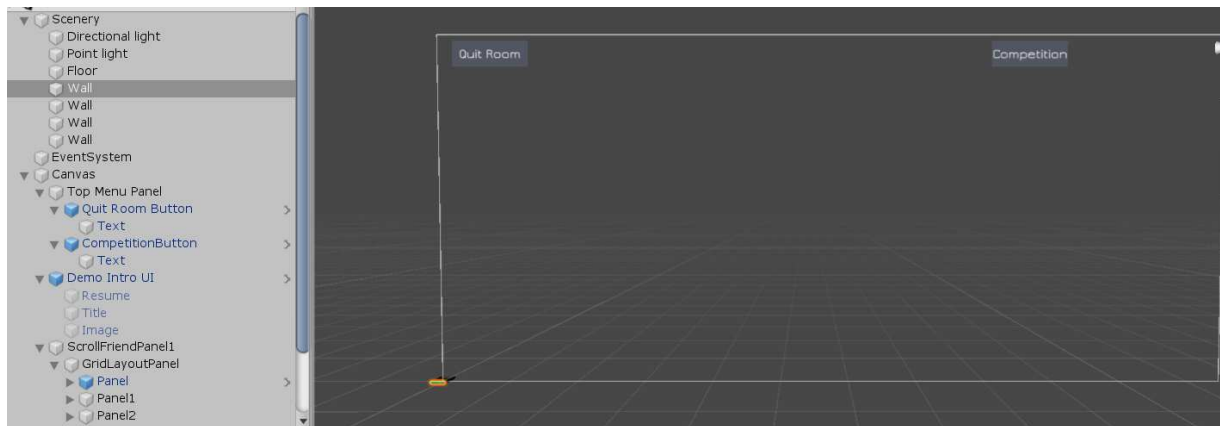 Scenery
Directional light
Point light
Floor
Wall
Wall
Wall
Wall
EventSystem
Canvas
Top Menu Panel
Quit Room Button
Text
CompetitionButton
Text
Demo Intro UI
Resume
Title
Image
ScrollFriendPanel1
GridLayoutPanel
Panel
Panel1
Panel2
Quit Room
Competition